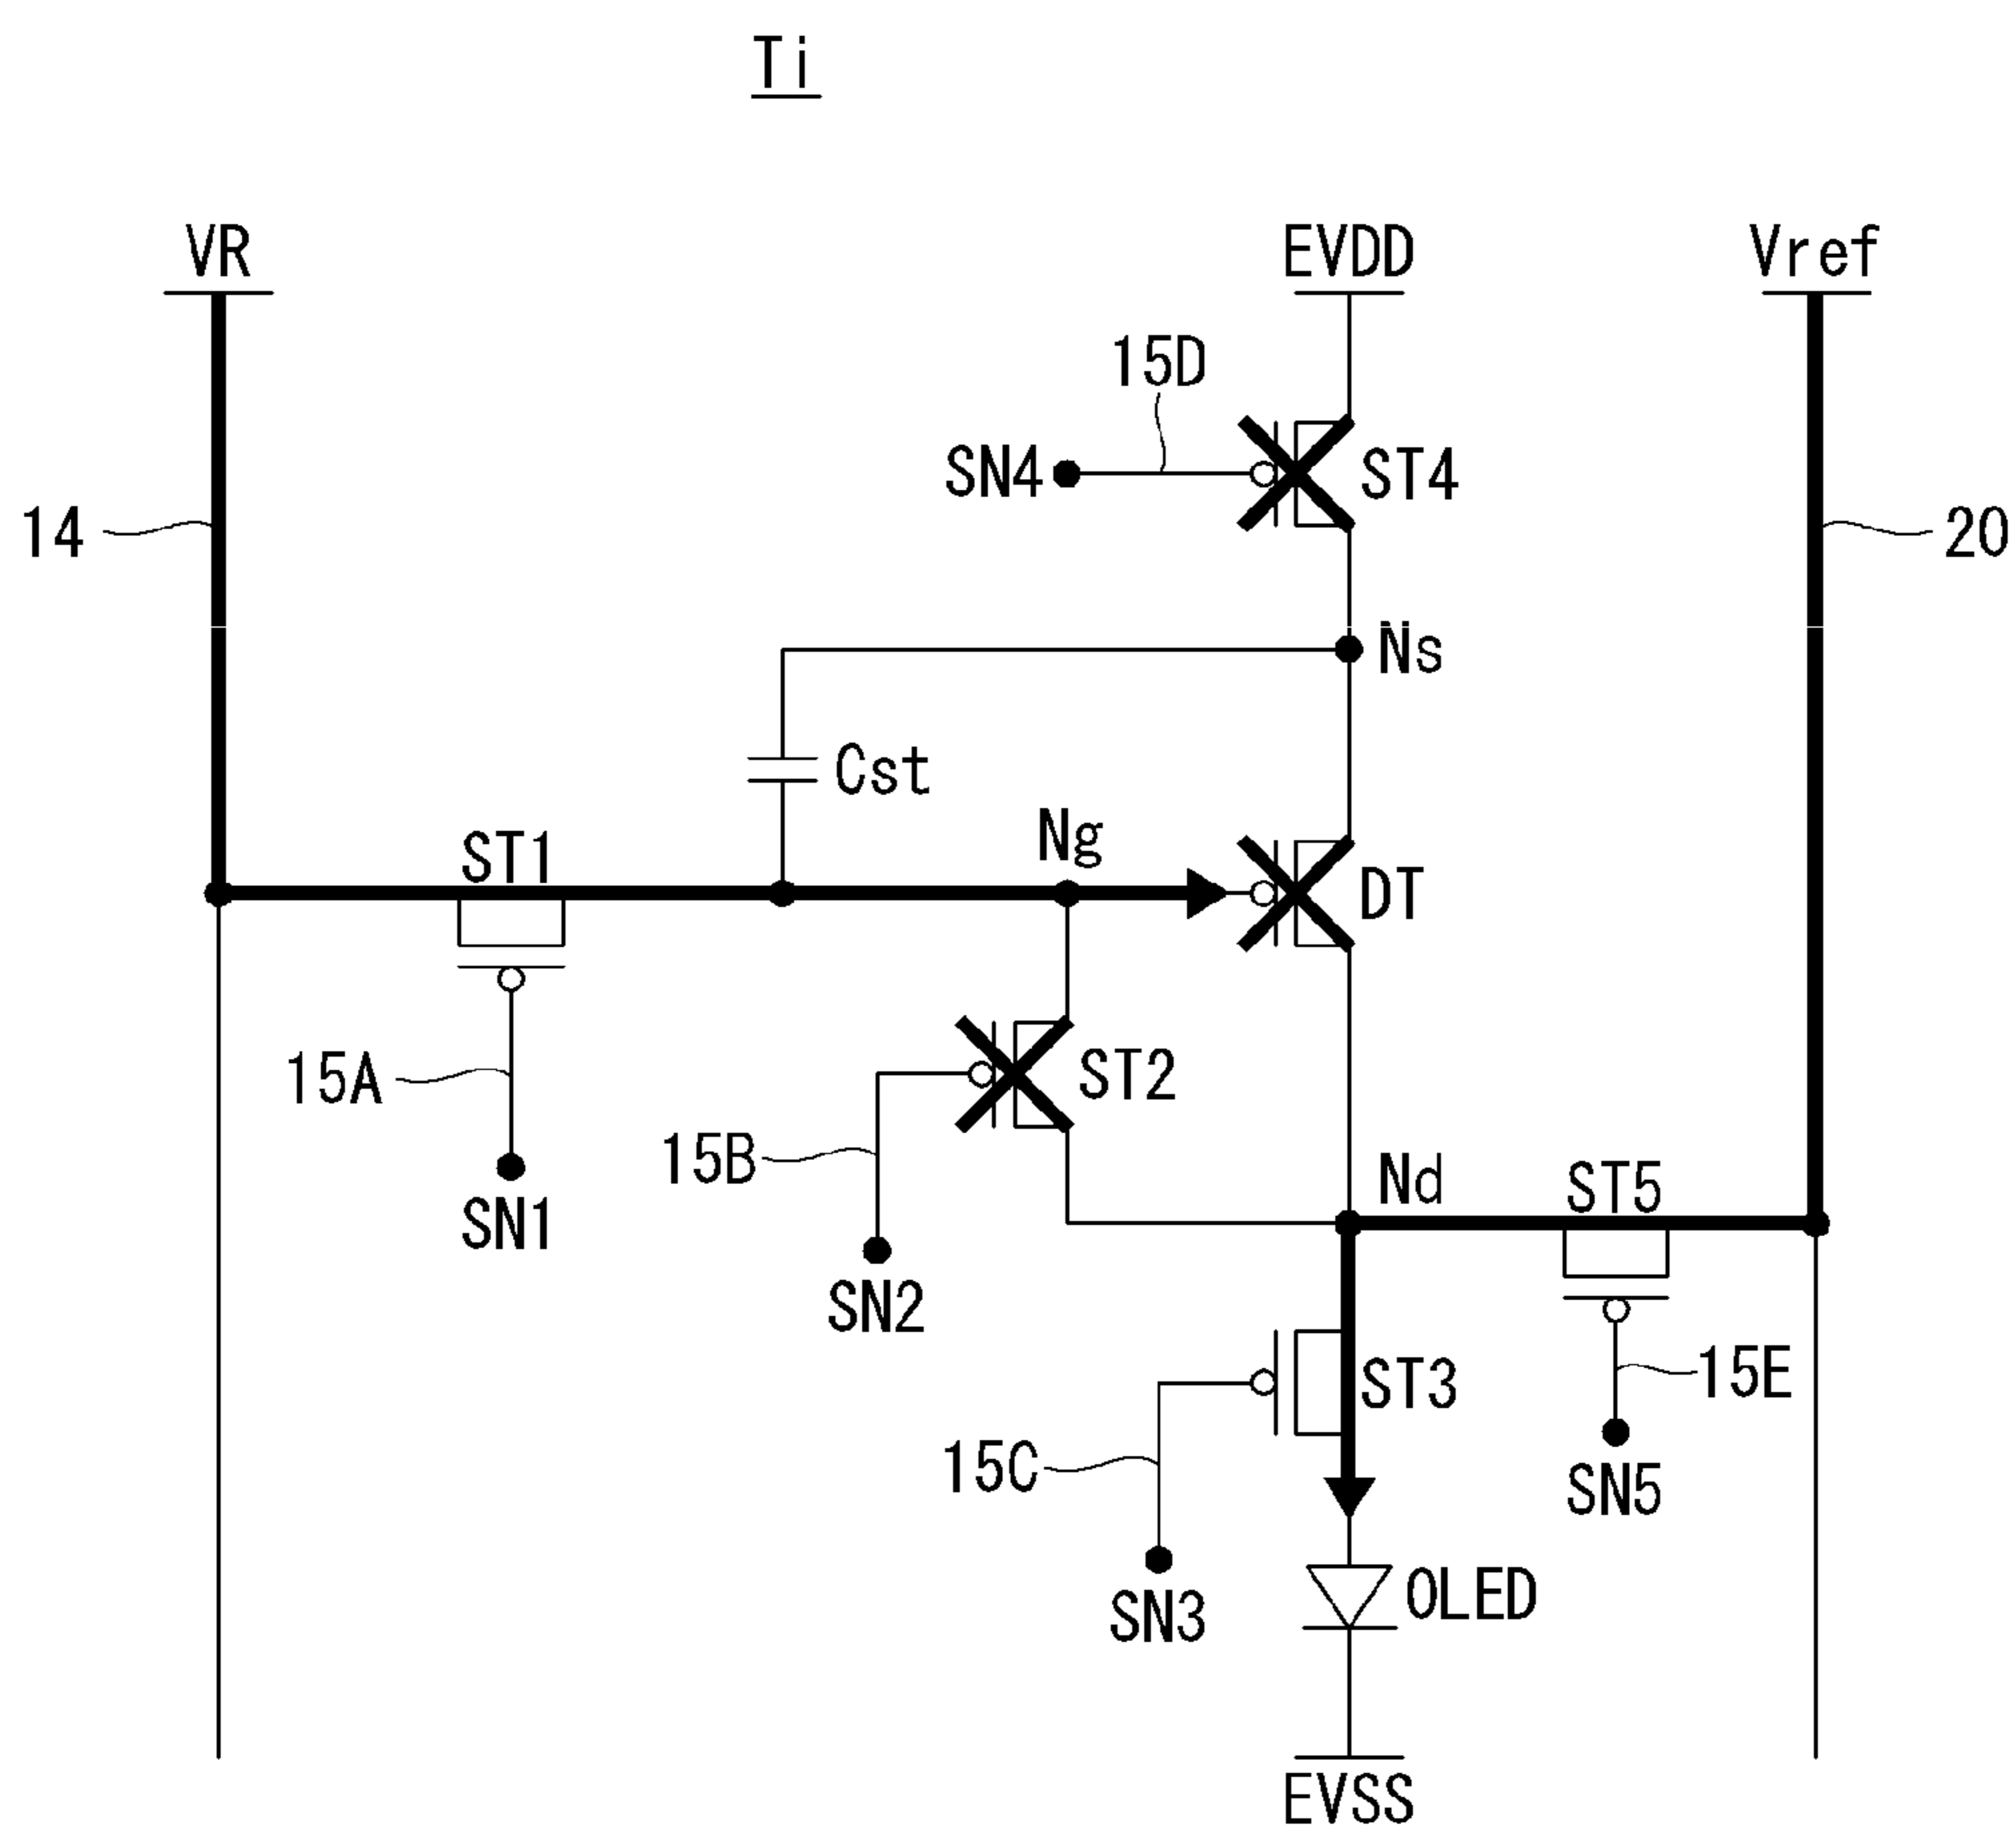 Ti
VR
EVDD
Vref
15D
SN4
ST4
14
20
Ns
Cst
Ng
ST1
DT
15A
ST2
15B
Nd
ST5
SN1
SN2
15E
ST3
15C
SN5
SN3
OLED
EVSS